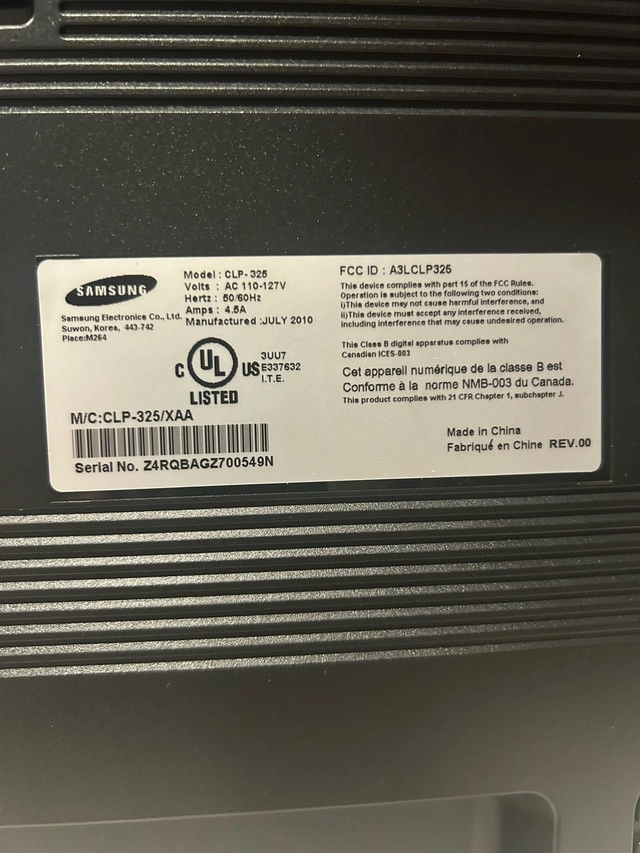 SAMSUNG
Samsung Electronics Co., Ltd.
Suwon, Korea, 443-742
Place:M264
Model : CLP-325
Volts : AC 110-127V
Hertz : 50/60Hz
Amps : 4.5A
Manufactured :JULY 2010
C UL US
LISTED
3UU7
E337632
I.T.E.
M/C:CLP-325/XAA
Serial No. Z4RQBAGZ700549N
FCC ID : A3LCLP325
This device complies with part 15 of the FCC Rules.
Operation is subject to the following two conditions:
i)This device may not cause harmful interference, and
ii)This device must accept any interference received,
including interference that may cause undesired operation.
This Class B digital apparatus complies with
Canadian ICES-003
Cet appareil numérique de la classe B est
Conforme à la norme NMB-003 du Canada.
This product complies with 21 CFR Chapter 1, subchapter J.
Made in China
Fabriqué en Chine REV.00